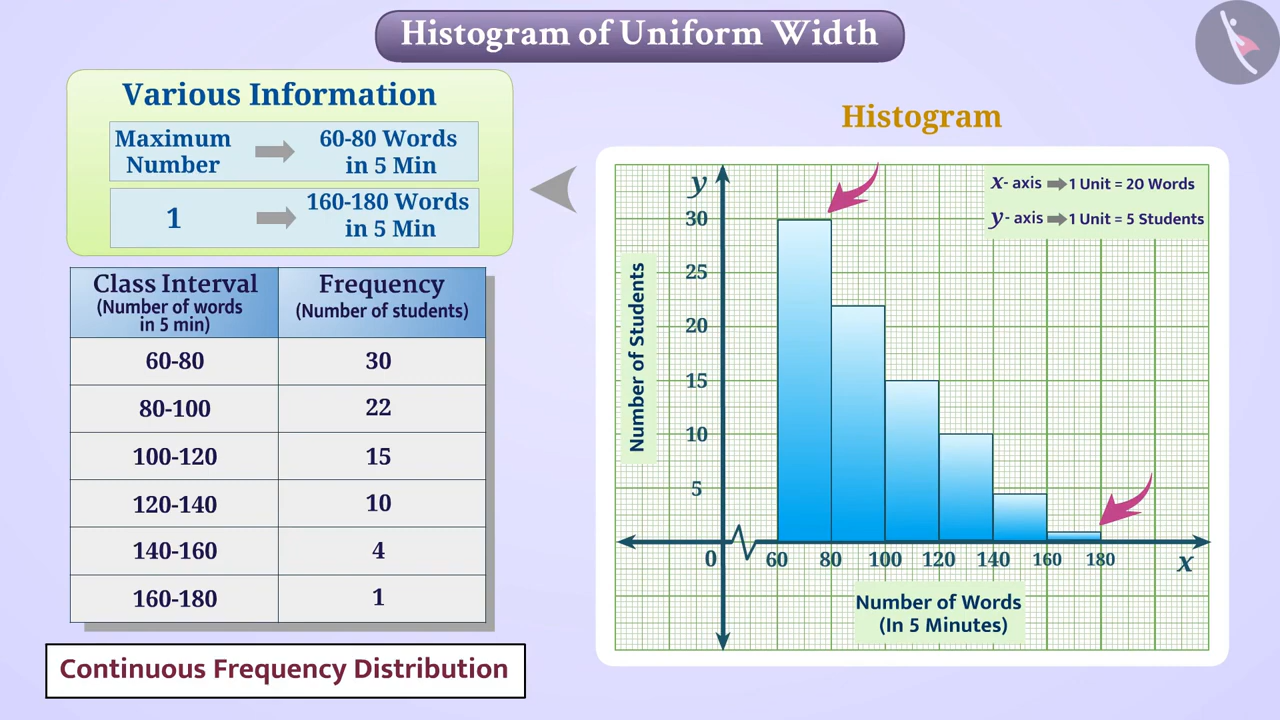 Histogram of Uniform Width
Various Information
Maximum Number
60-80 Words in 5 Min
1
160-180 Words in 5 Min
Class Interval
(Number of words
in 5 min)
Frequency
(Number of students)
60-80 30
80-100 22
100-120 15
120-140 10
140-160 4
160-180 1
Continuous Frequency Distribution
Histogram
x- axis 1 Unit = 20 Words
y- axis 1 Unit = 5 Students
y
30
25
20
15
10
5
Number of Students
0 60 80 100 120 140 160 180
x
Number of Words
(In 5 Minutes)